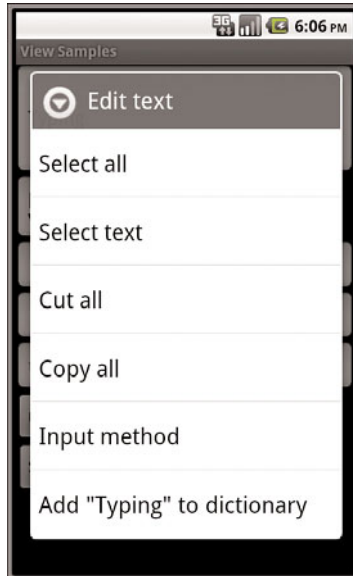 3G 6:06 PM
View Samples
Edit text
Select all
Select text
Cut all
Copy all
Input method
Add "Typing" to dictionary